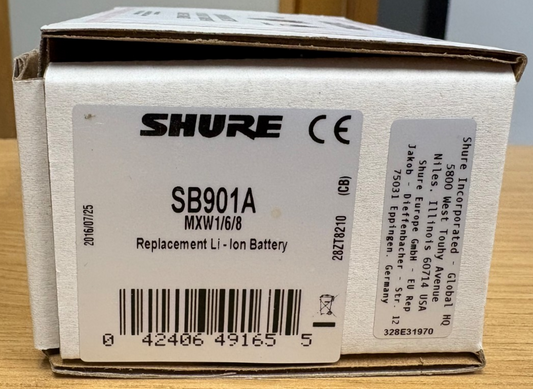 SHURE CE
SB901A
MXW1/6/8
Replacement Li - Ion Battery
2016/07/25
28Z1T3210 (CB)
0 42406 49165 5
Shure Incorporated - Global HQ
5800 West Touhy Avenue
Niles, Illinois 60714 USA
Shure Europe GmbH - EU Rep
Jakob - Dieffenbacher - Str. 12
75031 Eppingen, Germany
328E31970